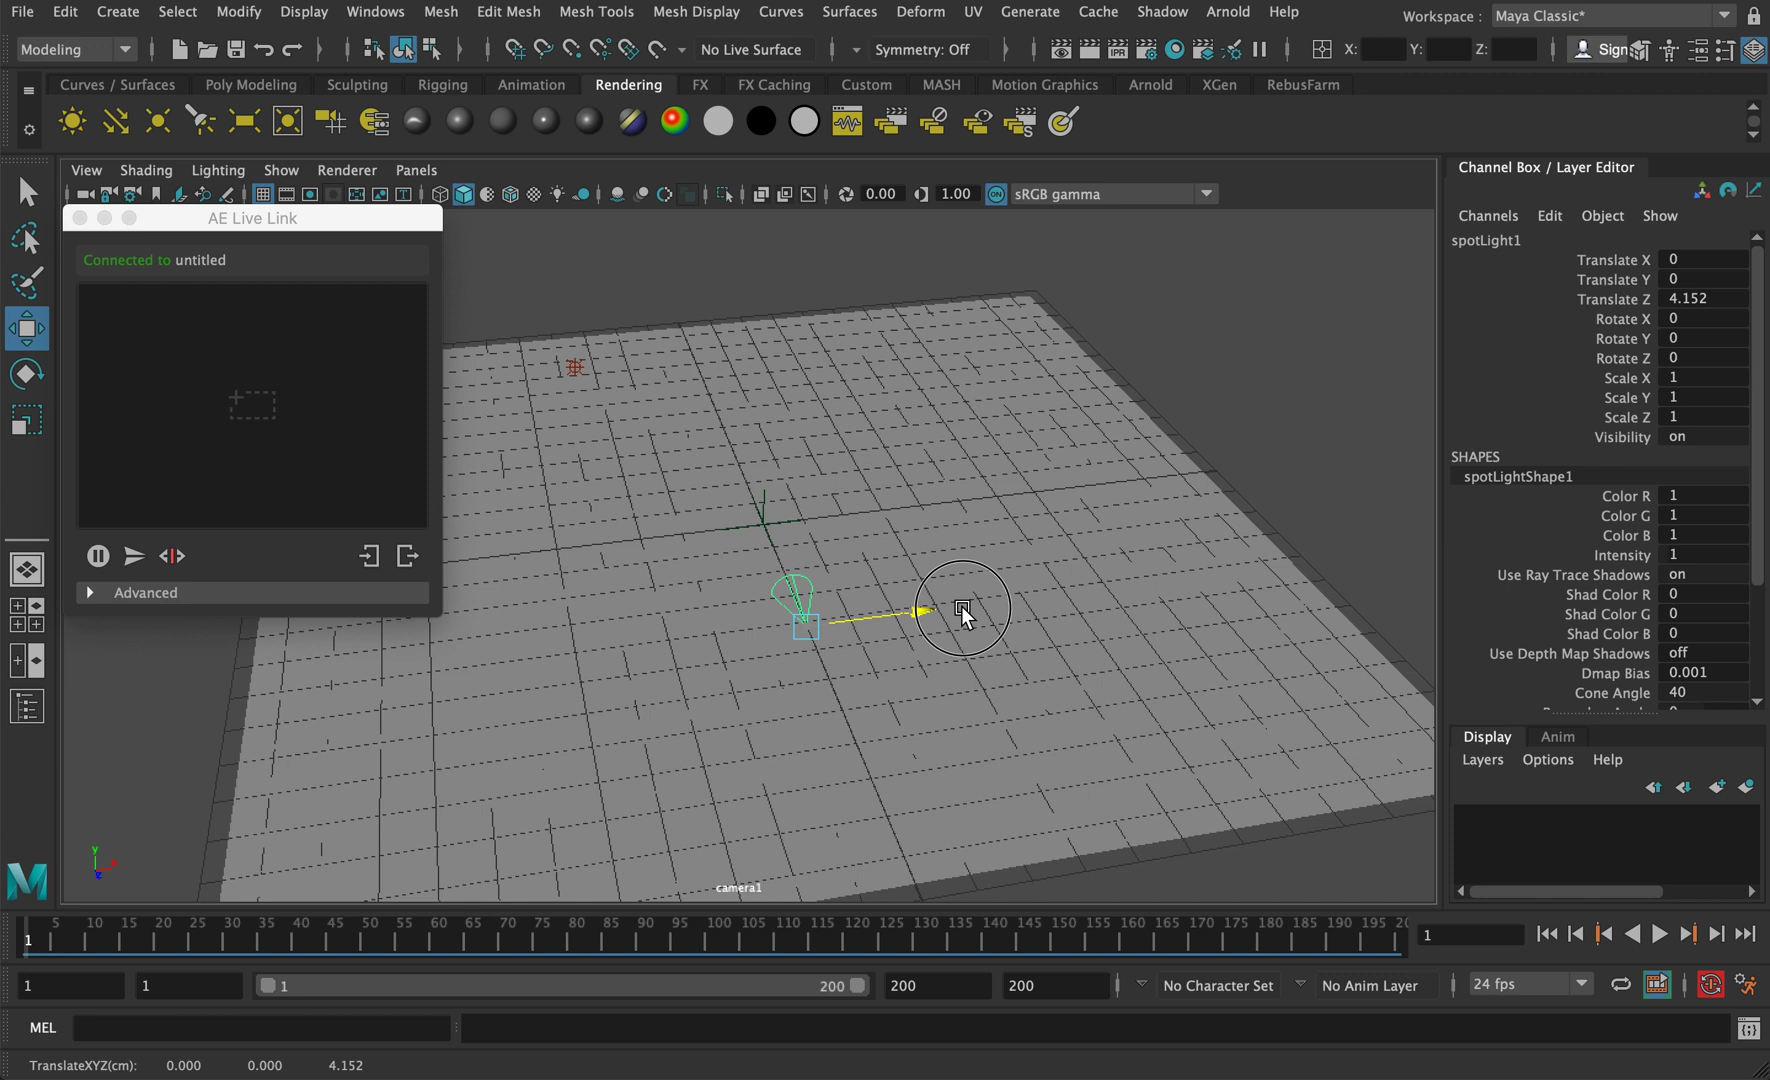 File Edit Create Select Modify Display Windows Mesh Edit Mesh Mesh Tools Mesh Display Curves Surfaces Deform UV Generate Cache Shadow Arnold Help Workspace : Maya Classic*
Modeling No Live Surface Symmetry: Off IPR X: Y: Z: Sign
Curves / Surfaces Poly Modeling Sculpting Rigging Animation Rendering FX FX Caching Custom MASH Motion Graphics Arnold XGen RebusFarm
View Shading Lighting Show Renderer Panels
0.00 1.00 ON sRGB gamma
AE Live Link
Connected to untitled
Advanced
Channel Box / Layer Editor
Channels Edit Object Show
spotLight1
Translate X 0
Translate Y 0
Translate Z 4.152
Rotate X 0
Rotate Y 0
Rotate Z 0
Scale X 1
Scale Y 1
Scale Z 1
Visibility on
SHAPES
spotLightShape1
Color R 1
Color G 1
Color B 1
Intensity 1
Use Ray Trace Shadows on
Shad Color R 0
Shad Color G 0
Shad Color B 0
Use Depth Map Shadows off
Dmap Bias 0.001
Cone Angle 40
Display Anim
Layers Options Help
y
camera1
5 10 15 20 25 30 35 40 45 50 55 60 65 70 75 80 85 90 95 100 105 110 115 120 125 130 135 140 145 150 155 160 165 170 175 180 185 190 195
1 1
1 1 1 200 200 200 No Character Set No Anim Layer 24 fps
MEL
TranslateXYZ(cm): 0.000 0.000 4.152